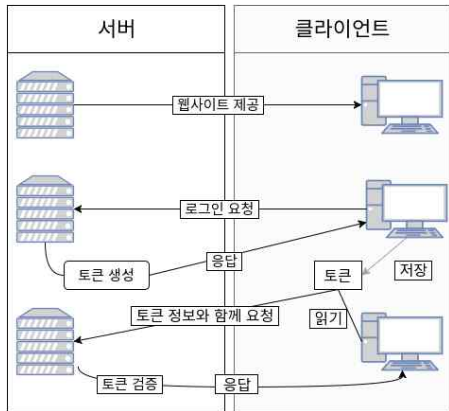 서버
클라이언트
웹사이트 제공
로그인 요청
토큰 생성
응답
토큰
저장
토큰 정보와 함께 요청
읽기
토큰 검증
응답